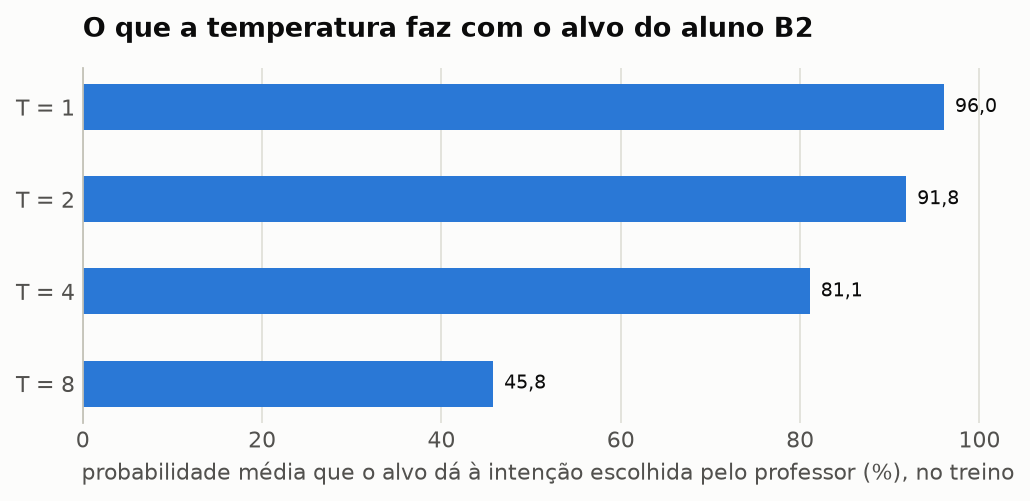 O que a temperatura faz com o alvo do aluno B2
T = 1
96,0
T = 2
91,8
T = 4
81,1
T = 8
45,8
0 20 40 60 80 100
probabilidade média que o alvo dá à intenção escolhida pelo professor (%), no treino